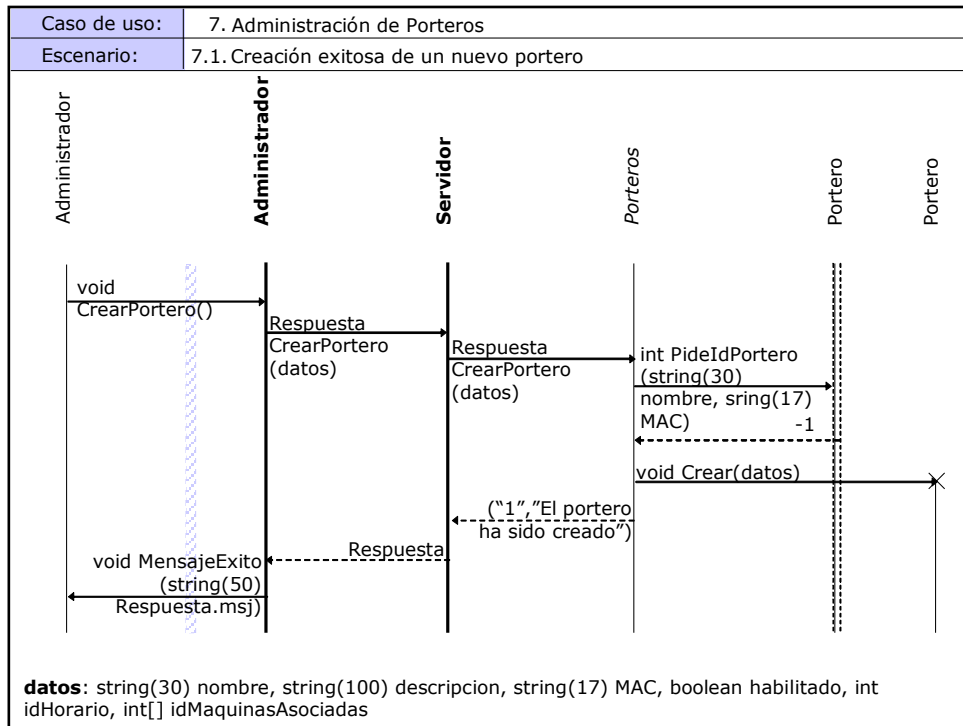 Caso de uso: 7. Administración de Porteros
Escenario: 7.1. Creación exitosa de un nuevo portero
Administrador
Administrador
Servidor
Porteros
Portero
Portero
void
CrearPortero()
Respuesta
CrearPortero
(datos)
Respuesta
CrearPortero
(datos)
int PideIdPortero
(string(30)
nombre, sring(17)
MAC)
-1
void Crear(datos)
(“1”,”El portero
ha sido creado”)
Respuesta
void MensajeExito
(string(50)
Respuesta.msj)
datos: string(30) nombre, string(100) descripcion, string(17) MAC, boolean habilitado, int
idHorario, int[] idMaquinasAsociadas